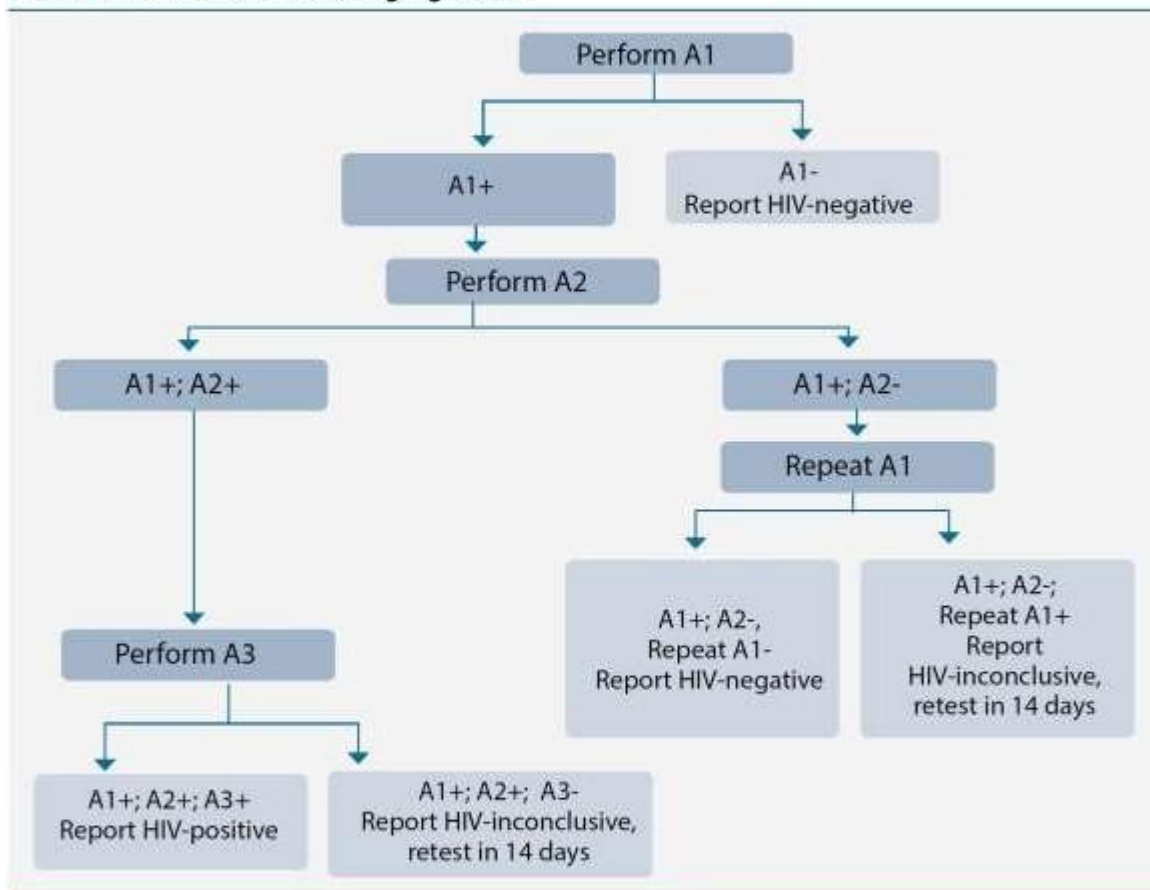 Perform A1
A1+
A1-
Report HIV-negative
Perform A2
A1+; A2+
A1+; A2-
Repeat A1
A1+; A2-,
Repeat A1-
Report HIV-negative
A1+; A2-;
Repeat A1+
Report
HIV-inconclusive,
retest in 14 days
Perform A3
A1+; A2+; A3+
Report HIV-positive
A1+; A2+; A3-
Report HIV-inconclusive,
retest in 14 days